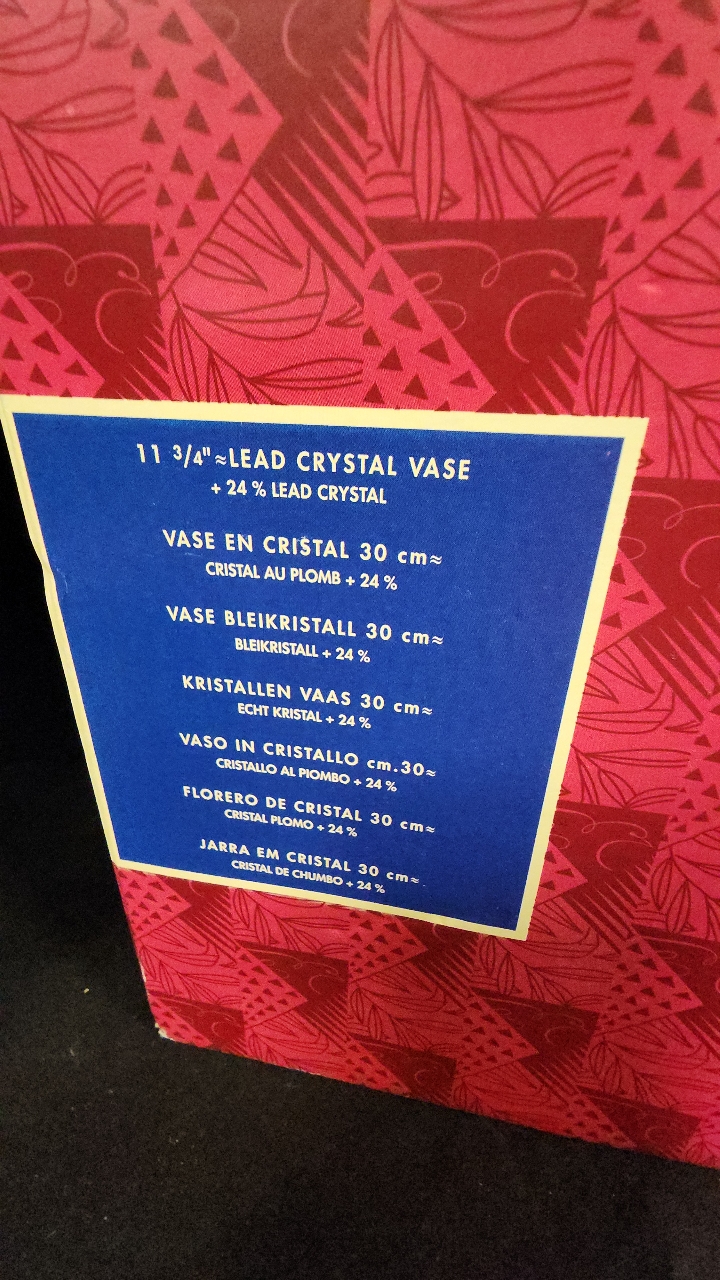 11 3/4" ≈LEAD CRYSTAL VASE
+ 24 % LEAD CRYSTAL
VASE EN CRISTAL 30 cm≈
CRISTAL AU PLOMB + 24 %
VASE BLEIKRISTALL 30 cm≈
BLEIKRISTALL + 24 %
KRISTALLEN VAAS 30 cm≈
ECHT KRISTAL + 24 %
VASO IN CRISTALLO cm.30≈
CRISTALLO AL PIOMBO + 24 %
FLORERO DE CRISTAL 30 cm≈
CRISTAL PLOMO + 24 %
JARRA EM CRISTAL 30 cm≈
CRISTAL DE CHUMBO + 24 %